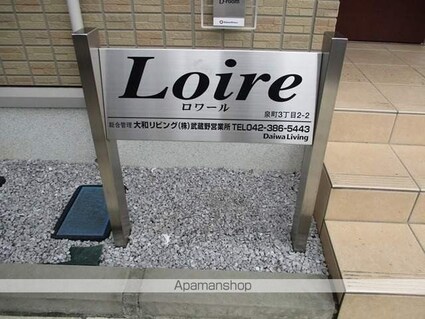 D-room
Loire
ロワール
泉町3丁目2-2
総合管理 大和リビング(株)武蔵野営業所 TEL042-386-5443
Daiwa Living
Apamanshop